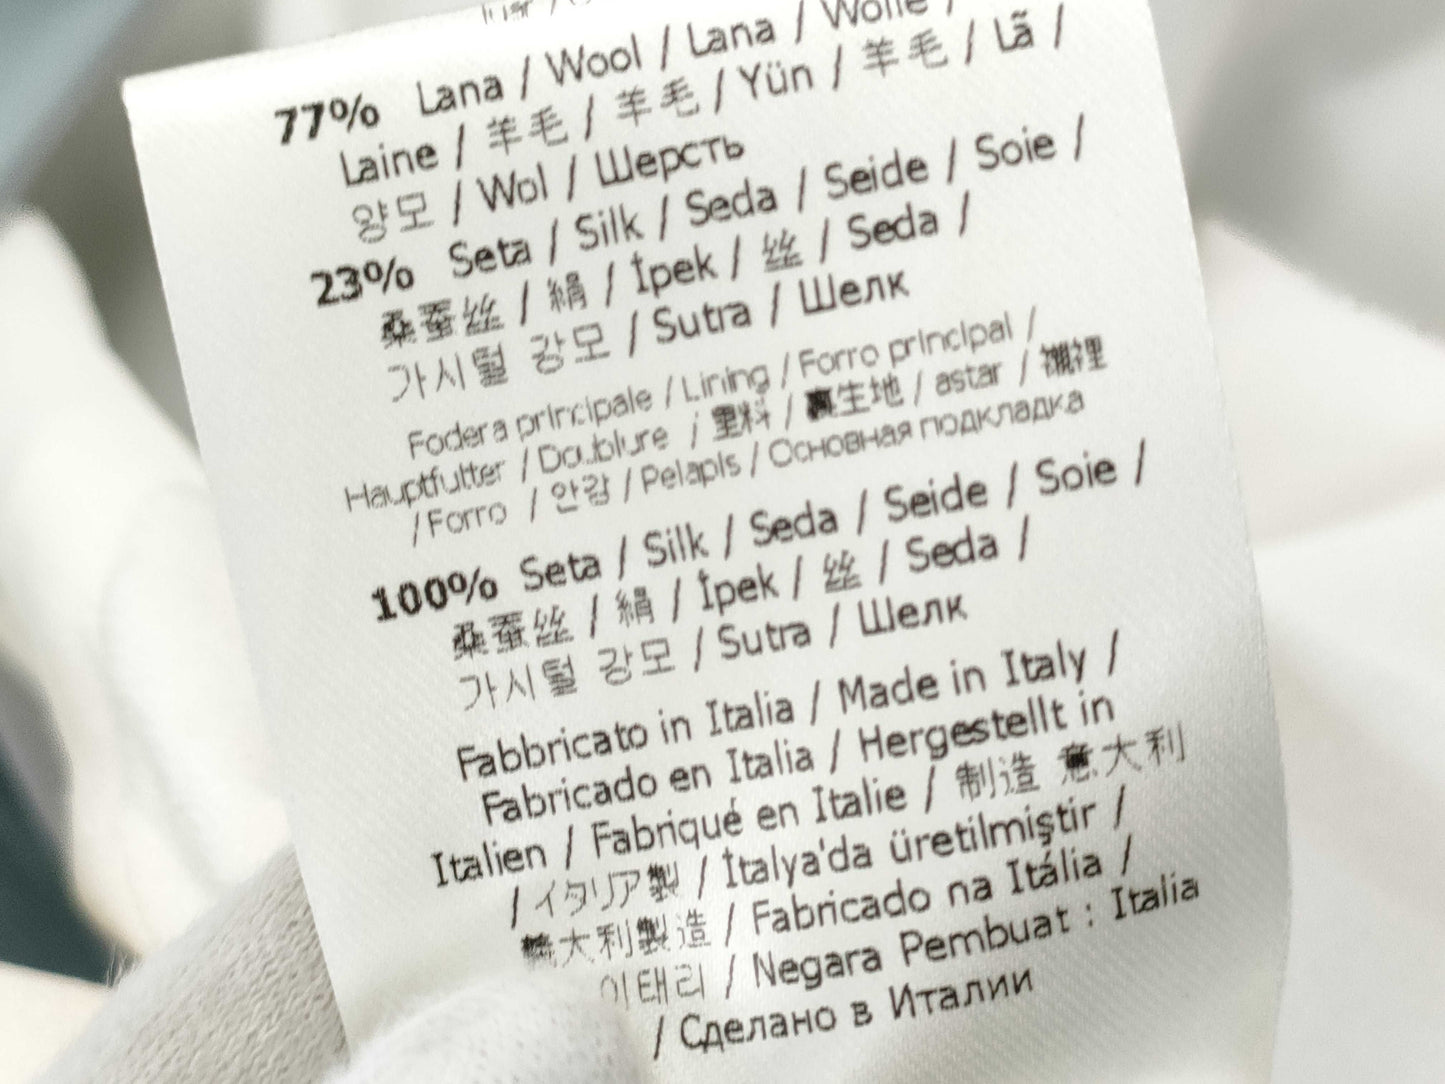 77% Lana / Wool / Lana / Wolle /
Laine / 羊毛 / 羊毛 / Yün / 羊毛 / Lã /
양모 / Wol / Шерсть
23% Seta / Silk / Seda / Seide / Soie /
桑蚕丝 / 絹 / İpek / 丝 / Seda /
가시털 강모 / Sutra / Шелк
Fodera principale / Lining / Forro principal /
Hauptfutter / Doublure / 里料 / 裏生地 / astar / 襯裡
/ Forro / 안감 / Pelapis / Основная подкладка
100% Seta / Silk / Seda / Seide / Soie /
桑蚕丝 / 絹 / İpek / 丝 / Seda /
가시털 강모 / Sutra / Шелк
Fabbricato in Italia / Made in Italy /
Fabricado en Italia / Hergestellt in
Italien / Fabriqué en Italie / 制造 意大利
/ イタリア製 / İtalya'da üretilmiştir /
義大利製造 / Fabricado na Itália /
이태리 / Negara Pembuat : Italia
/ Сделано в Италии